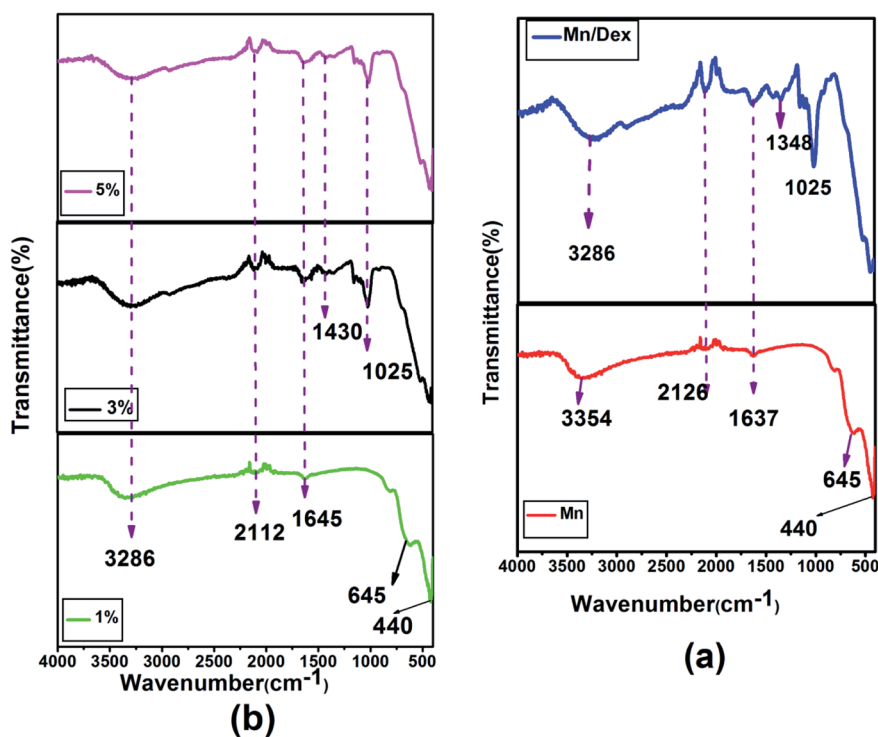 Transmittance(%)
5%
3%
1430
1025
3286
2112
1645
645
440
1%
4000 3500 3000 2500 2000 1500 1000 500
Wavenumber(cm-1)
(b)
Transmittance(%)
Mn/Dex
3286
1348
1025
3354
2126
1637
645
440
Mn
4000 3500 3000 2500 2000 1500 1000 500
Wavenumber(cm-1)
(a)